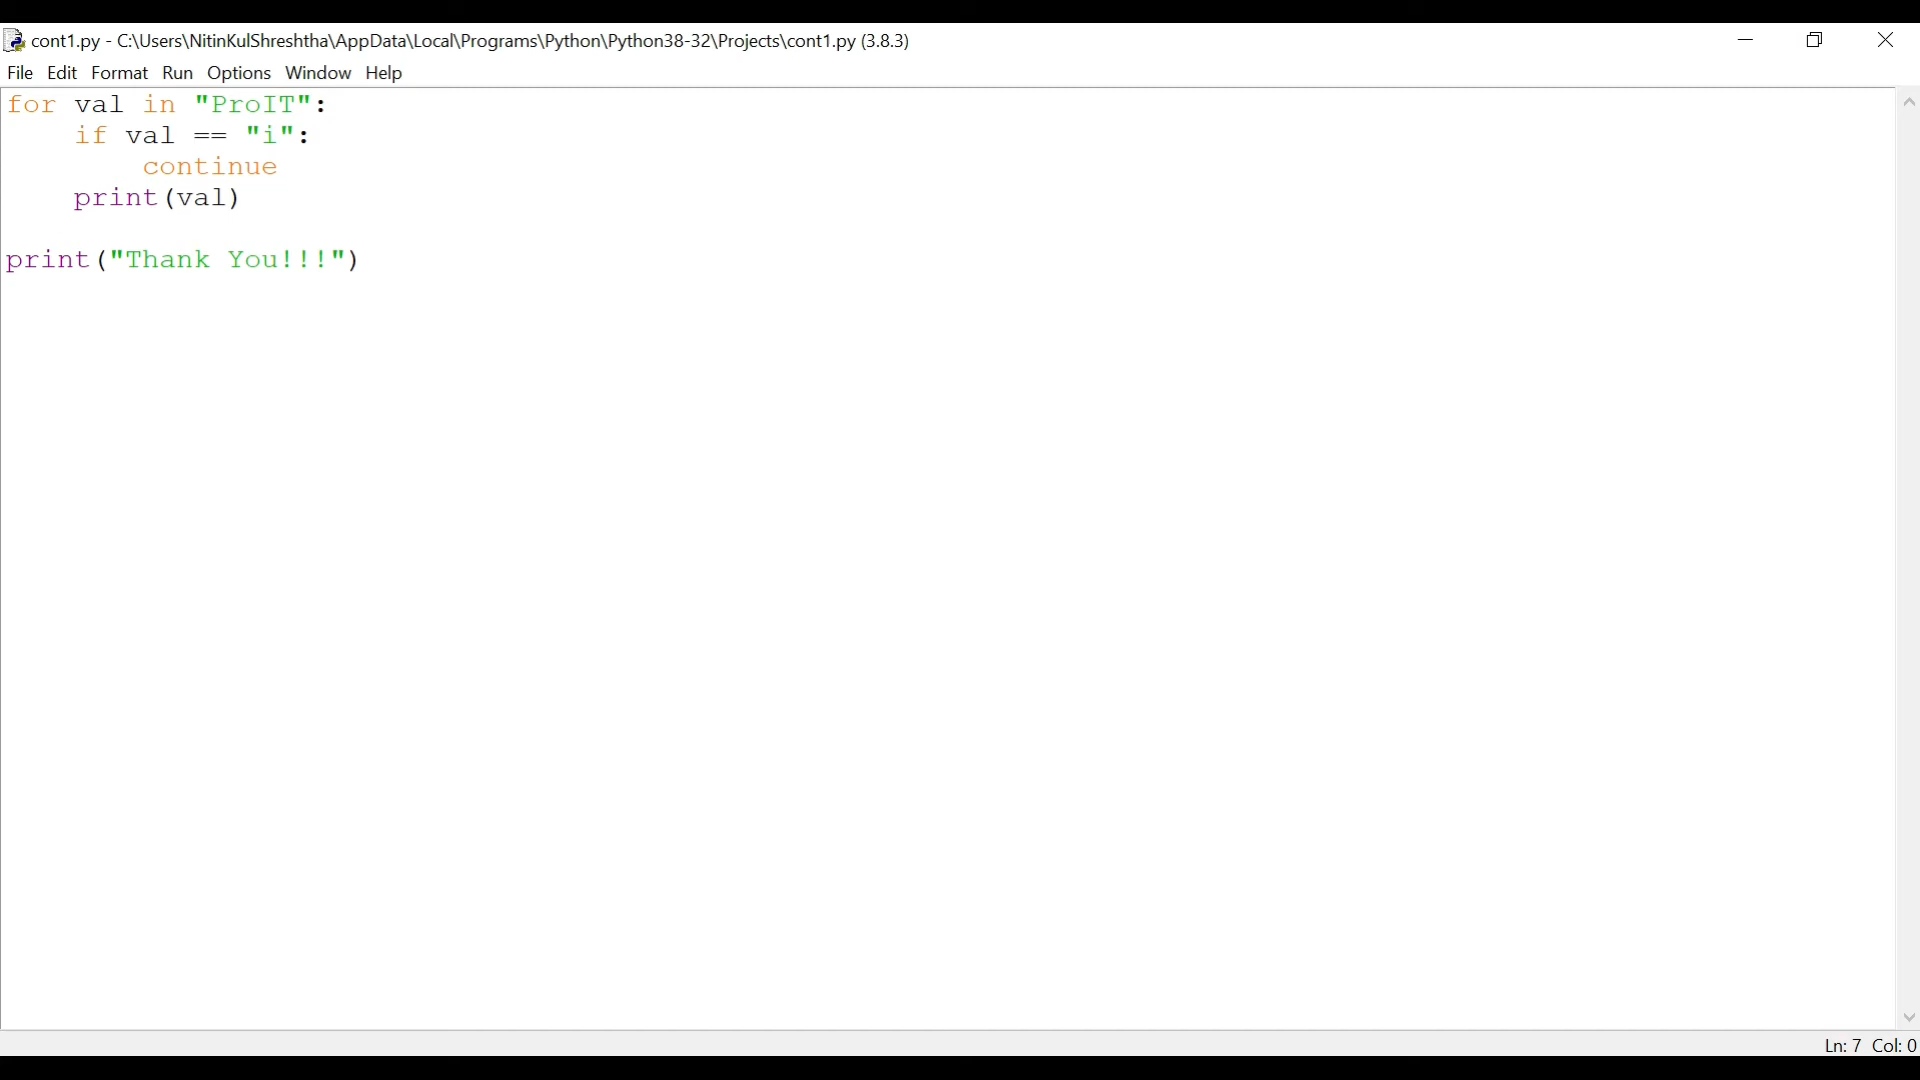 cont1.py - C:\Users\NitinKulShreshtha\AppData\Local\Programs\Python\Python38-32\Projects\cont1.py (3.8.3)
File Edit Format Run Options Window Help
for val in "ProIT":
    if val == "i":
        continue
    print(val)

print("Thank You!!!")
Ln: 7 Col: 0